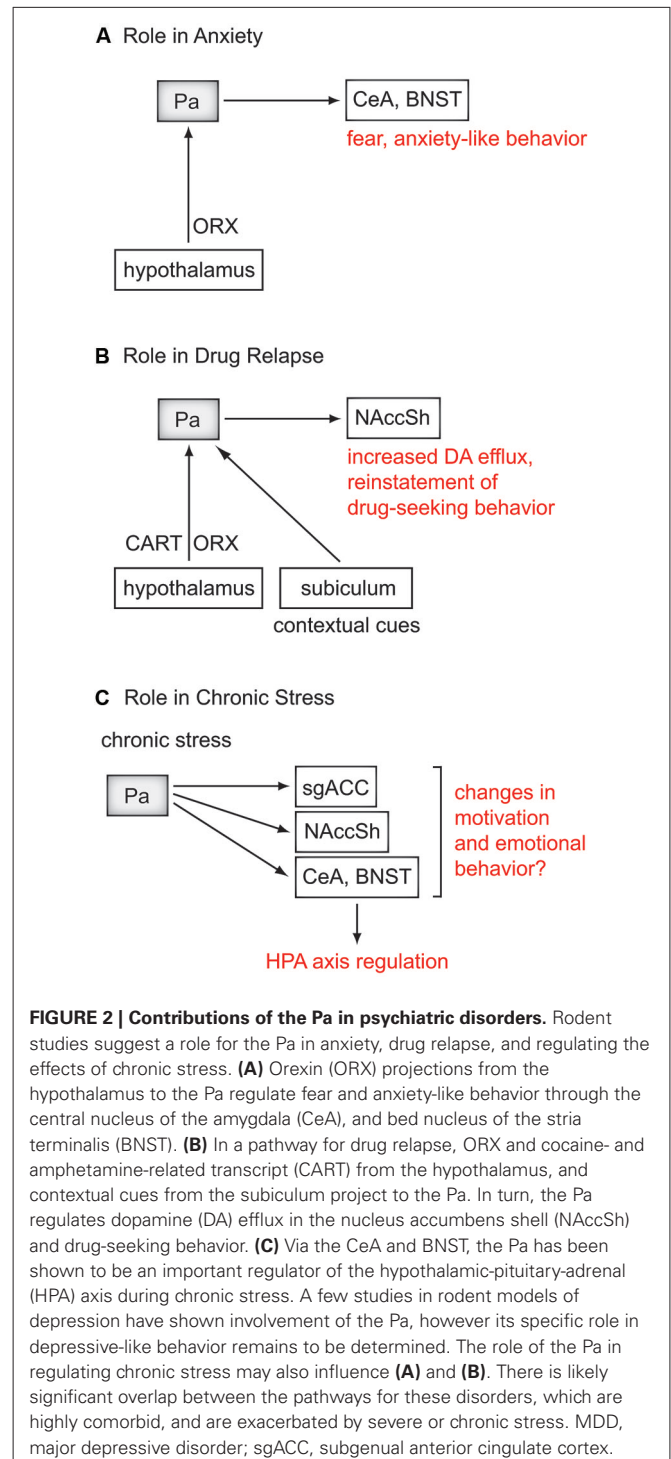 A Role in Anxiety
Pa
CeA, BNST
fear, anxiety-like behavior
ORX
hypothalamus
B Role in Drug Relapse
Pa
NAccSh
increased DA efflux,
reinstatement of
drug-seeking behavior
CART ORX
hypothalamus
subiculum
contextual cues
C Role in Chronic Stress
chronic stress
Pa
sgACC
NAccSh
CeA, BNST
changes in
motivation
and emotional
behavior?
HPA axis regulation
FIGURE 2 | Contributions of the Pa in psychiatric disorders. Rodent
studies suggest a role for the Pa in anxiety, drug relapse, and regulating the
effects of chronic stress. (A) Orexin (ORX) projections from the
hypothalamus to the Pa regulate fear and anxiety-like behavior through the
central nucleus of the amygdala (CeA), and bed nucleus of the stria
terminalis (BNST). (B) In a pathway for drug relapse, ORX and cocaine- and
amphetamine-related transcript (CART) from the hypothalamus, and
contextual cues from the subiculum project to the Pa. In turn, the Pa
regulates dopamine (DA) efflux in the nucleus accumbens shell (NAccSh)
and drug-seeking behavior. (C) Via the CeA and BNST, the Pa has been
shown to be an important regulator of the hypothalamic-pituitary-adrenal
(HPA) axis during chronic stress. A few studies in rodent models of
depression have shown involvement of the Pa, however its specific role in
depressive-like behavior remains to be determined. The role of the Pa in
regulating chronic stress may also influence (A) and (B). There is likely
significant overlap between the pathways for these disorders, which are
highly comorbid, and are exacerbated by severe or chronic stress. MDD,
major depressive disorder; sgACC, subgenual anterior cingulate cortex.